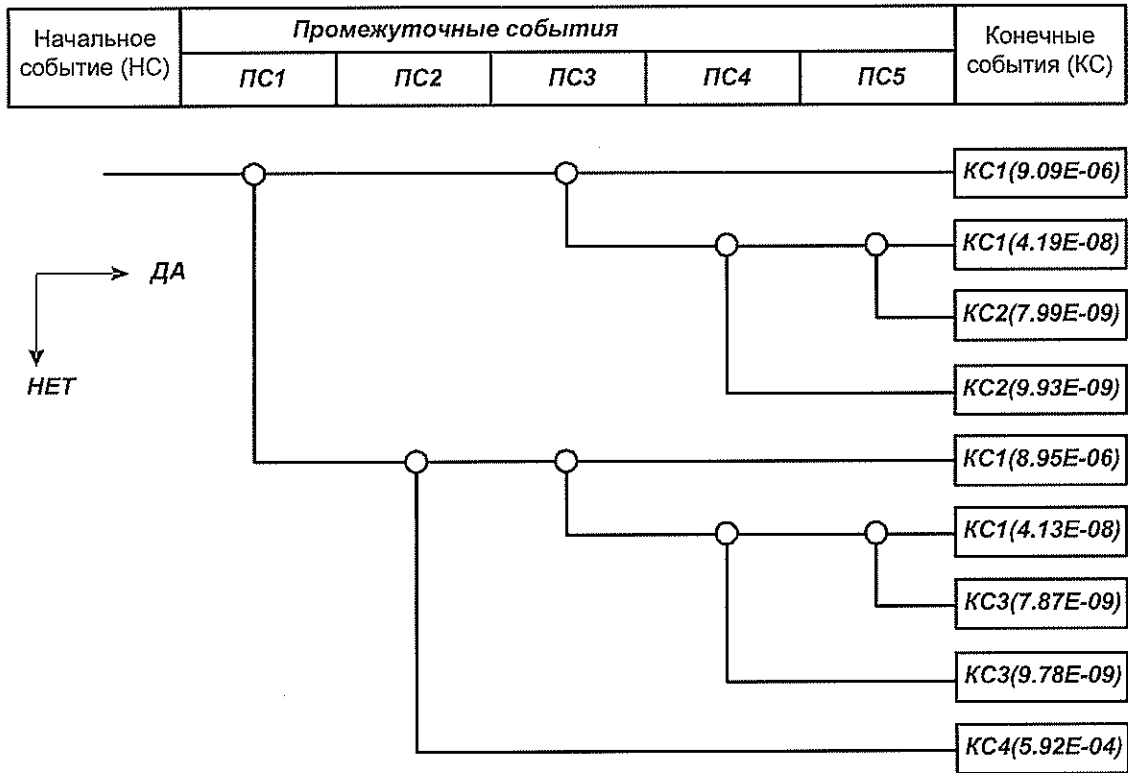 Начальное
событие (НС)
Промежуточные события
ПС1 ПС2 ПС3 ПС4 ПС5
Конечные
события (КС)
КС1(9.09E-06)
КС1(4.19E-08)
ДА
КС2(7.99E-09)
НЕТ
КС2(9.93E-09)
КС1(8.95E-06)
КС1(4.13E-08)
КС3(7.87E-09)
КС3(9.78E-09)
КС4(5.92E-04)